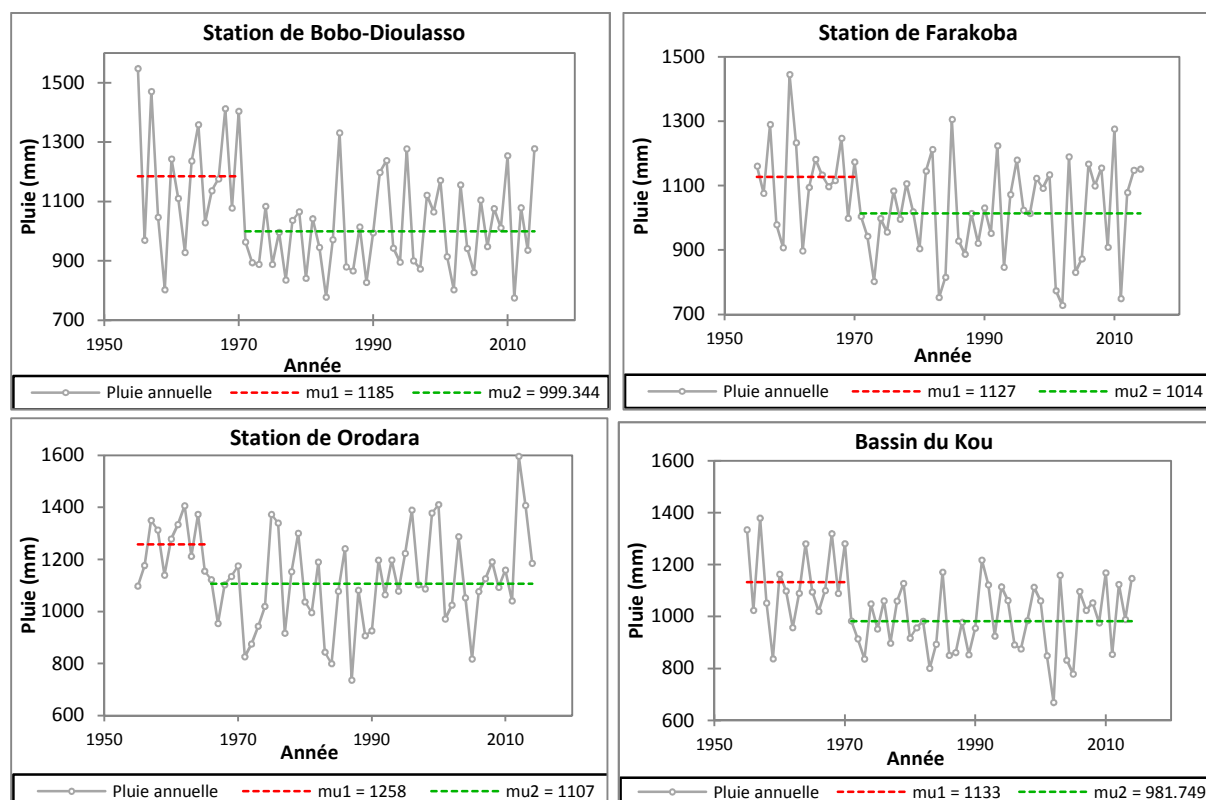 Station de Bobo-Dioulasso
Pluie (mm)
1500
1300
1100
900
700
1950
1970
1990
2010
Année
Pluie annuelle
mu1 = 1185
mu2 = 999.344
Station de Farakoba
Pluie (mm)
1500
1300
1100
900
700
1950
1970
1990
2010
Année
Pluie annuelle
mu1 = 1127
mu2 = 1014
Station de Orodara
Pluie (mm)
1600
1400
1200
1000
800
600
1950
1970
1990
2010
Année
Pluie annuelle
mu1 = 1258
mu2 = 1107
Bassin du Kou
Pluie (mm)
1600
1400
1200
1000
800
600
1950
1970
1990
2010
Année
Pluie annuelle
mu1 = 1133
mu2 = 981.749